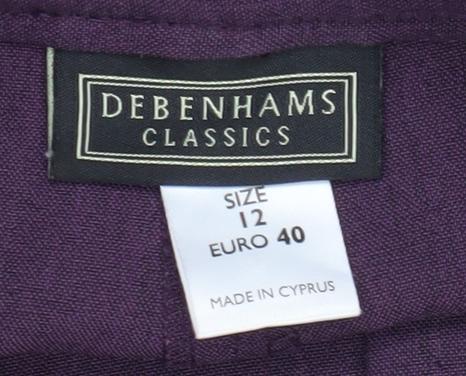 DEBENHAMS
CLASSICS
SIZE
12
EURO 40
MADE IN CYPRUS